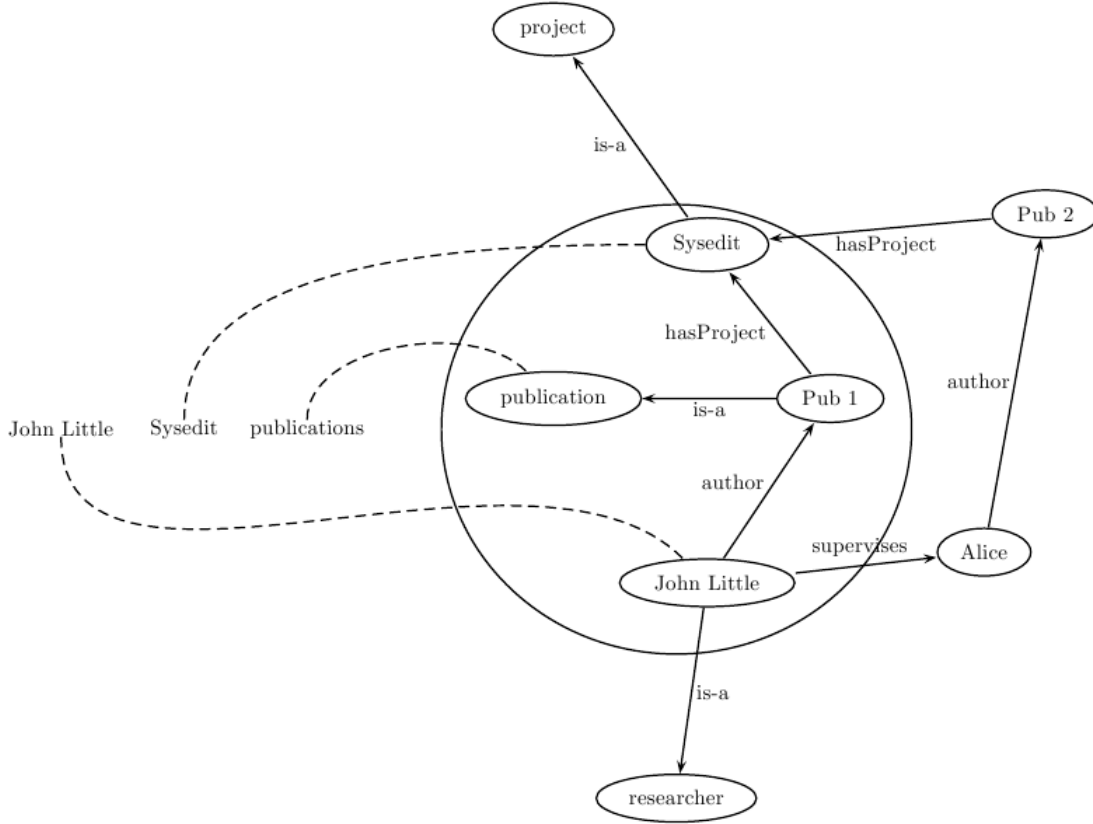 project
is-a
Pub 2
Sysedit
hasProject
hasProject
author
publication
is-a
Pub 1
John Little
Sysedit
publications
author
supervises
Alice
John Little
is-a
researcher